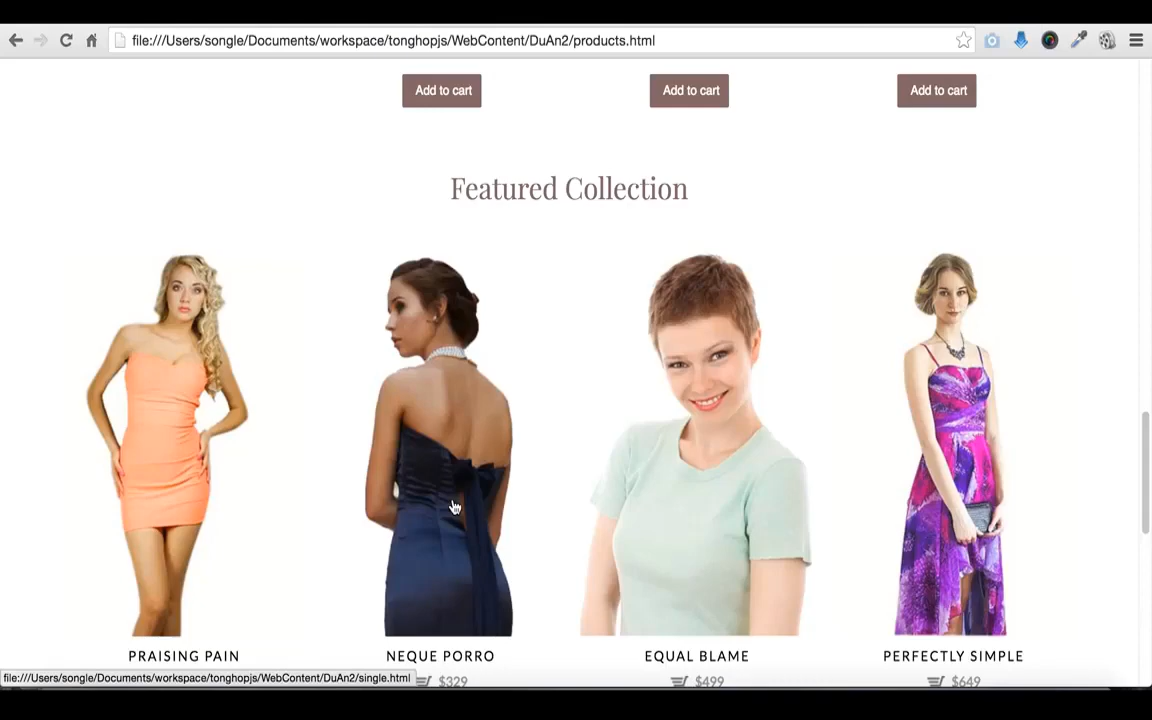 file:///Users/songle/Documents/workspace/tonghopjs/WebContent/DuAn2/products.html
Add to cart
Add to cart
Add to cart
Featured Collection
PRAISING PAIN
NEQUE PORRO
EQUAL BLAME
PERFECTLY SIMPLE
file:///Users/songle/Documents/workspace/tonghopjs/WebContent/DuAn2/single.html
$329
$499
$649